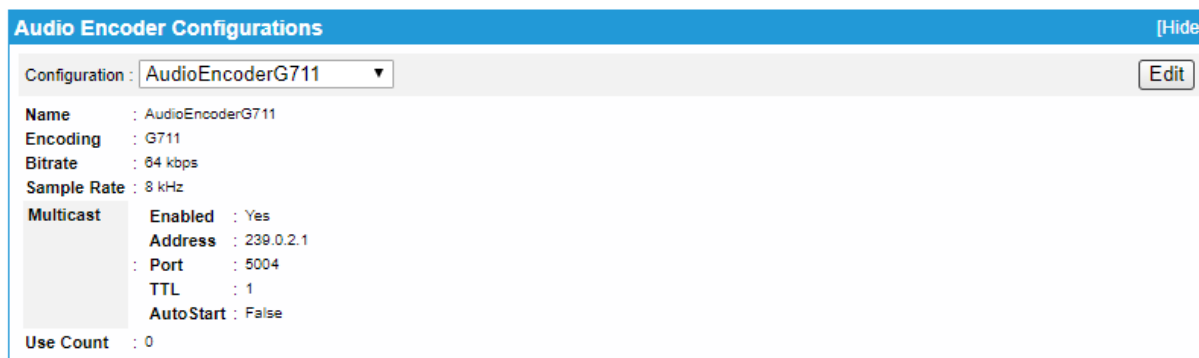 Audio Encoder Configurations [Hide
Configuration : AudioEncoderG711 Edit
Name : AudioEncoderG711
Encoding : G711
Bitrate : 64 kbps
Sample Rate : 8 kHz
Multicast Enabled : Yes
Address : 239.0.2.1
: Port : 5004
TTL : 1
AutoStart : False
Use Count : 0